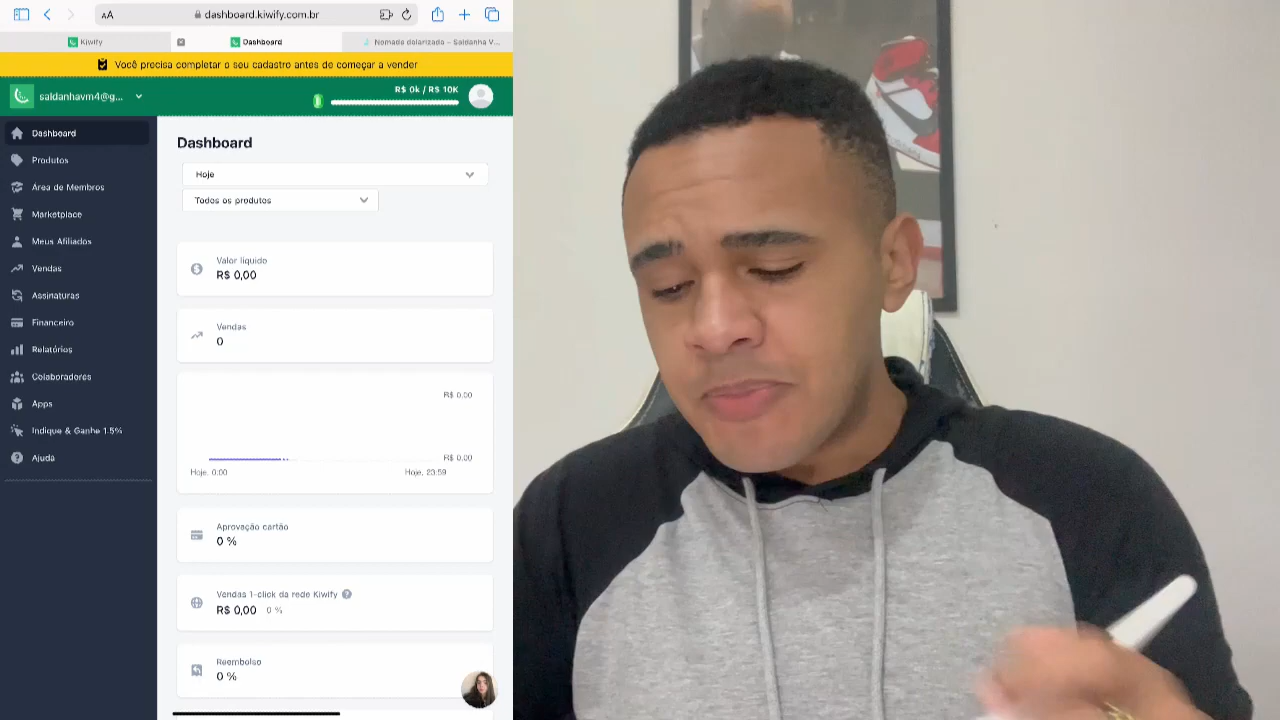 AA
dashboard.kiwify.com.br
Kiwify
Dashboard
Nomade dolarizado – Saldanha V...
Você precisa completar o seu cadastro antes de começar a vender
saldanhavm4@g...
R$ 0k / R$ 10K
Dashboard
Produtos
Área de Membros
Marketplace
Meus Afiliados
Vendas
Assinaturas
Financeiro
Relatórios
Colaboradores
Apps
Indique & Ganhe 1.5%
Ajuda
Dashboard
Hoje
Todos os produtos
Valor líquido
R$ 0,00
Vendas
0
R$ 0.00
R$ 0.00
Hoje, 0:00
Hoje, 23:59
Aprovação cartão
0 %
Vendas 1-click da rede Kiwify
R$ 0,00 0 %
Reembolso
0 %